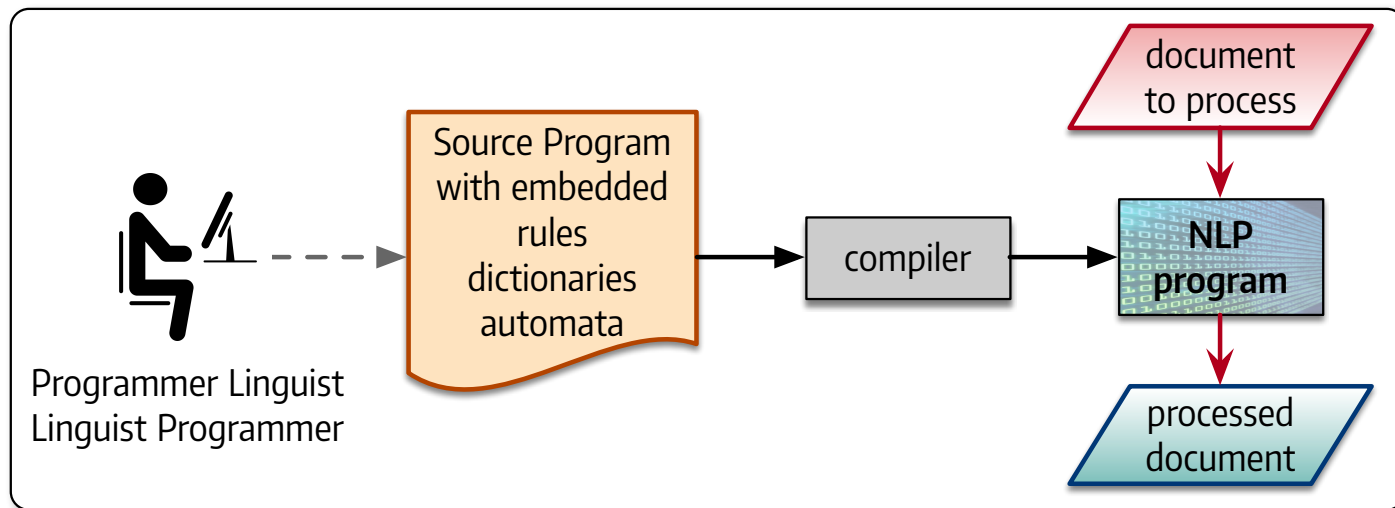 Programmer Linguist
Linguist Programmer
Source Program
with embedded
rules
dictionaries
automata
compiler
document
to process
NLP
program
processed
document